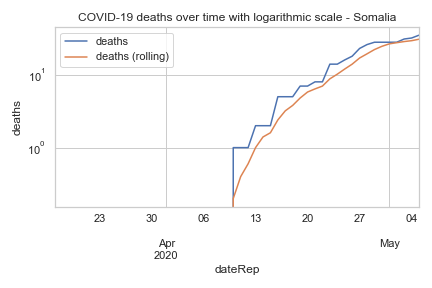 COVID-19 deaths over time with logarithmic scale - Somalia
deaths
deaths (rolling)
deaths
10¹
10⁰
23 30 06 13 20 27 04
Apr May
2020
dateRep